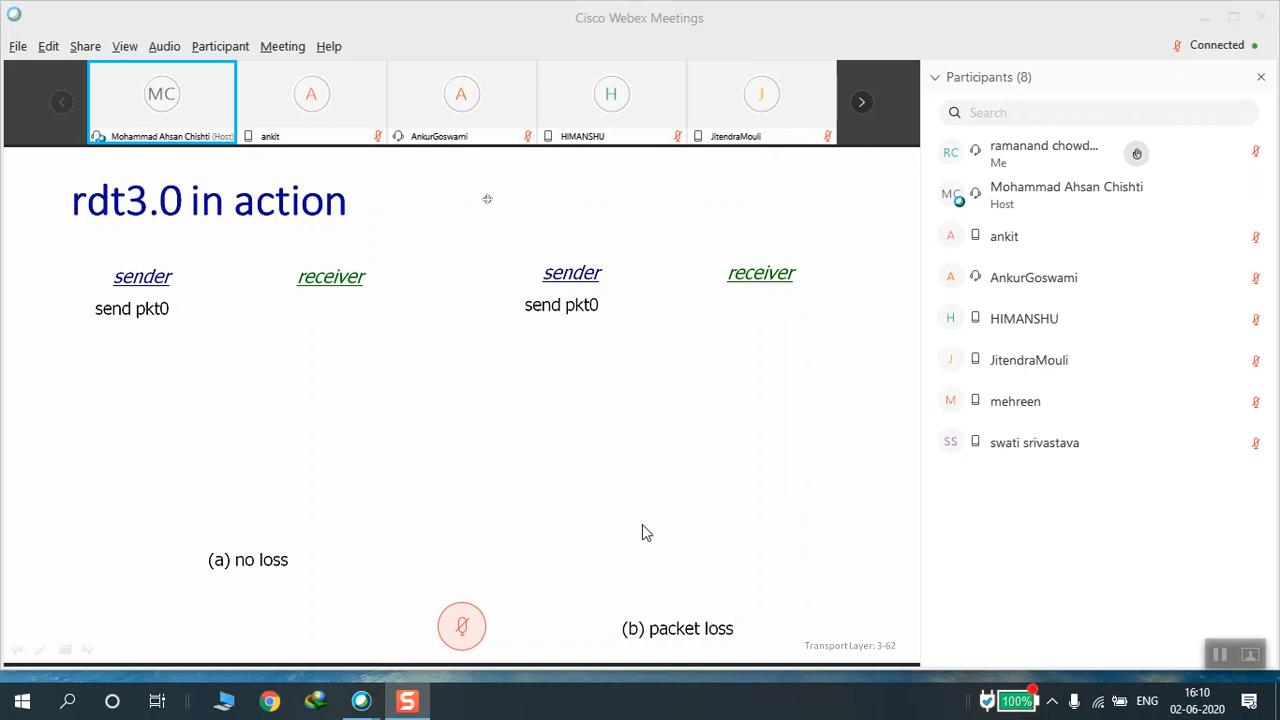 Cisco Webex Meetings
File Edit Share View Audio Participant Meeting Help
Connected
MC
A
A
H
J
Mohammad Ahsan Chishti (Host)
ankit
AnkurGoswami
HIMANSHU
JitendraMouli
rdt3.0 in action
sender receiver
send pkt0
sender receiver
send pkt0
(a) no loss
(b) packet loss
Transport Layer: 3-62
Participants (8)
Search
RC ramanand chowd...
Me
MC Mohammad Ahsan Chishti
Host
A ankit
A AnkurGoswami
H HIMANSHU
J JitendraMouli
M mehreen
SS swati srivastava
S
100%
ENG
16:10
02-06-2020